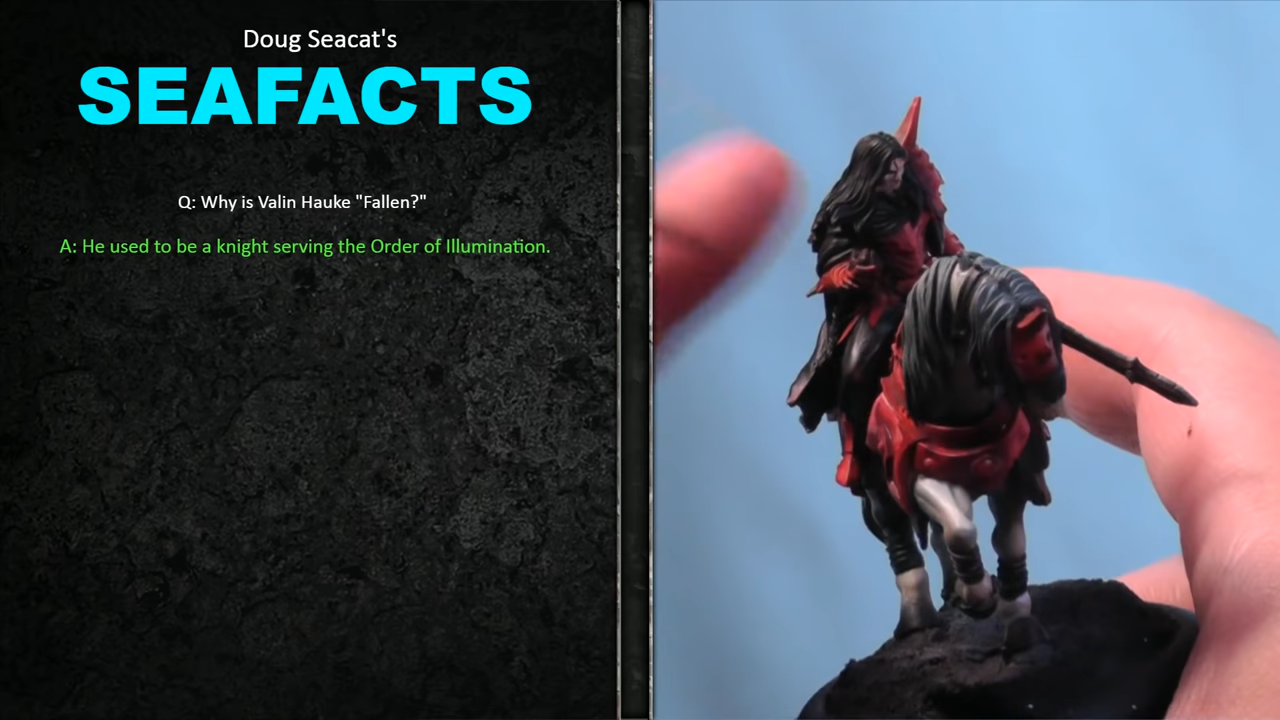 Doug Seacat's
SEAFACTS
Q: Why is Valin Hauke "Fallen?"
A: He used to be a knight serving the Order of Illumination.